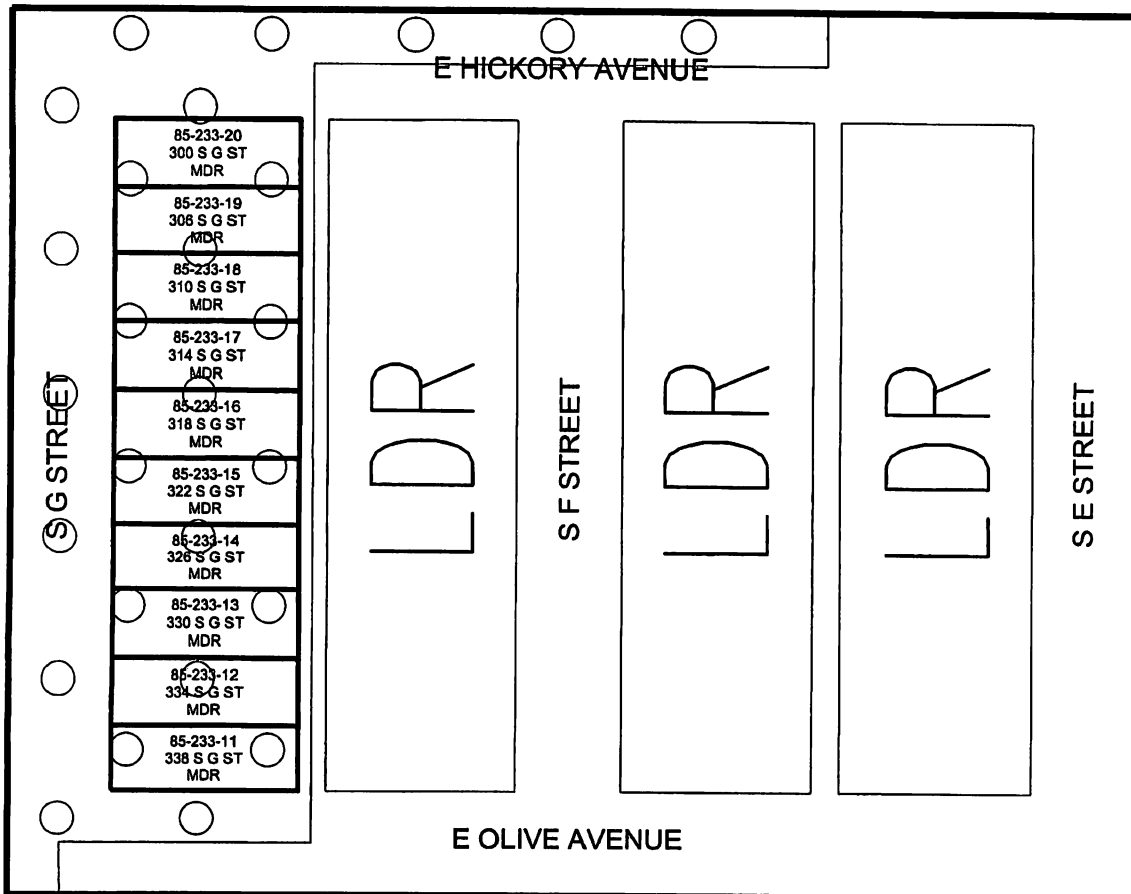 E HICKORY AVENUE
85-233-20
300 S G ST
MDR
85-233-19
306 S G ST
MDR
85-233-18
310 S G ST
MDR
85-233-17
314 S G ST
MDR
85-233-16
318 S G ST
MDR
85-233-15
322 S G ST
MDR
85-233-14
326 S G ST
MDR
85-233-13
330 S G ST
MDR
85-233-12
334 S G ST
MDR
85-233-11
338 S G ST
MDR
S G STREET
LDR
S F STREET
LDR
LDR
S E STREET
E OLIVE AVENUE